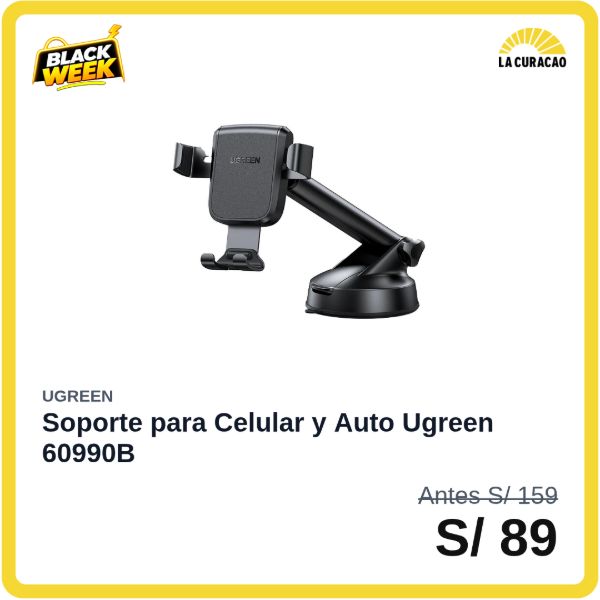 BLACK
WEEK
LA CURACAO
UGREEN
UGREEN
Soporte para Celular y Auto Ugreen
60990B
Antes S/ 159
S/ 89